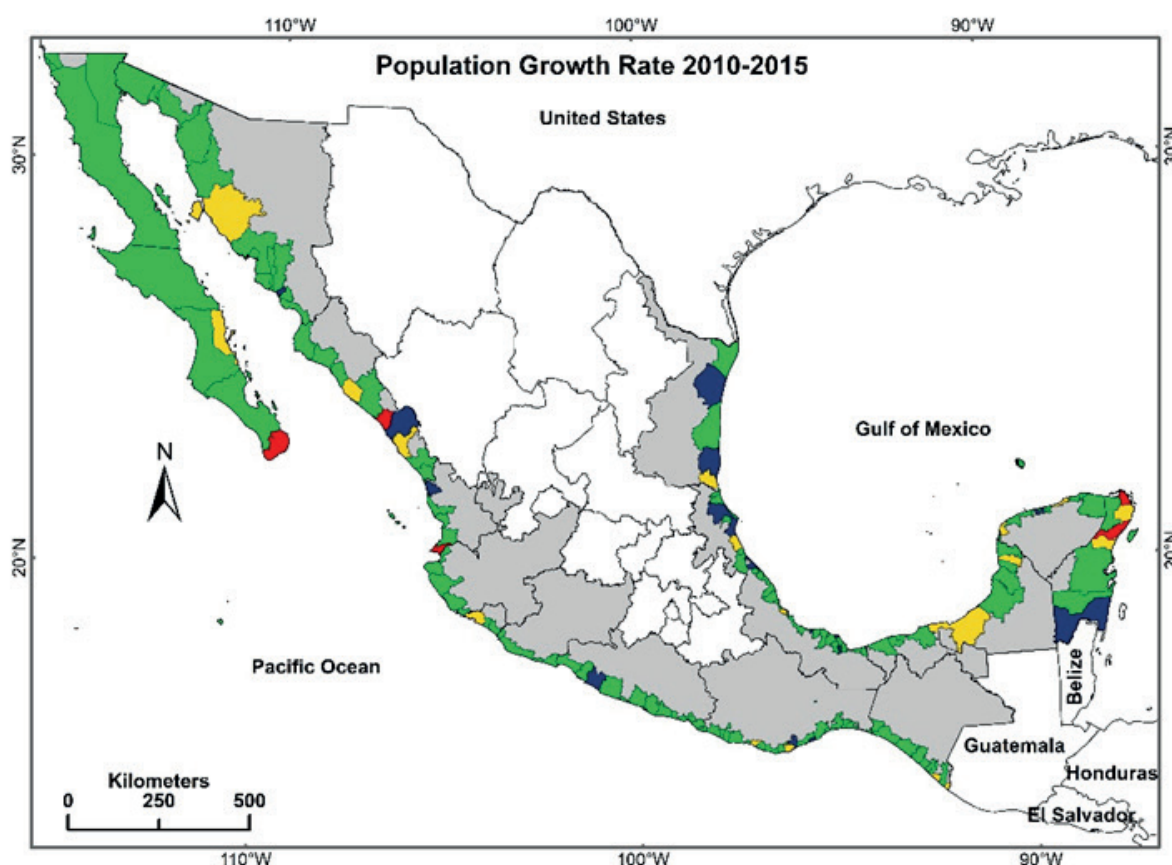 110°W 100°W 90°W
Population Growth Rate 2010-2015
United States
30°N 30°N
N
Gulf of Mexico
20°N 20°N
Pacific Ocean
Belize
Guatemala
Kilometers
Honduras
0 250 500
El Salvador
110°W 100°W 90°W